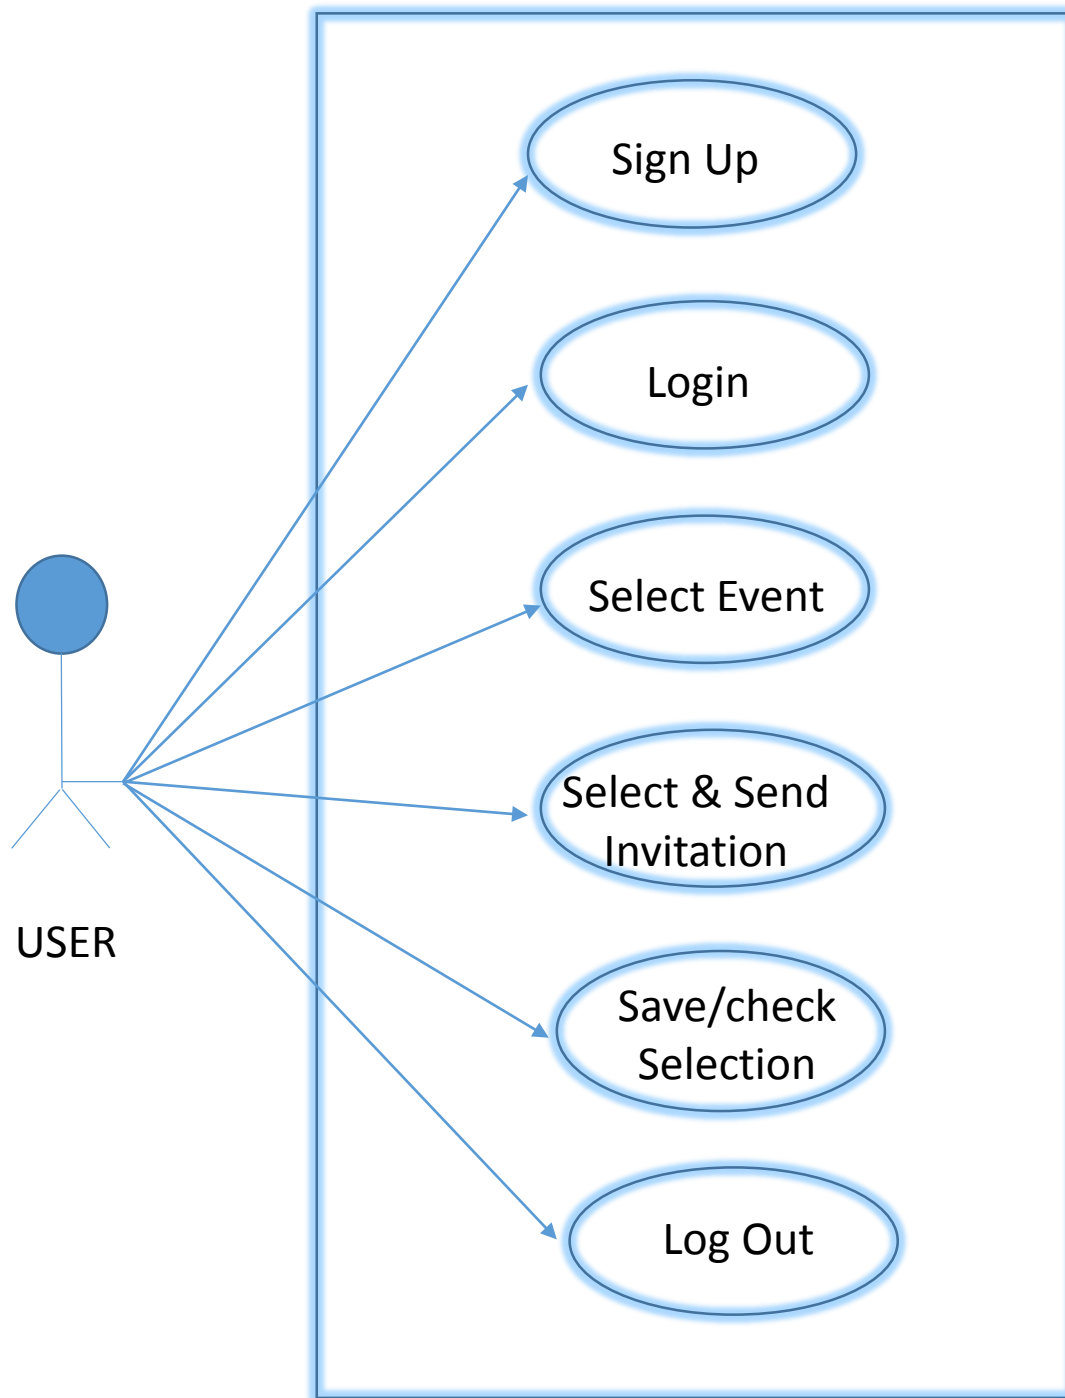 Sign Up
Login
Select Event
Select & Send
Invitation
USER
Save/check
Selection
Log Out